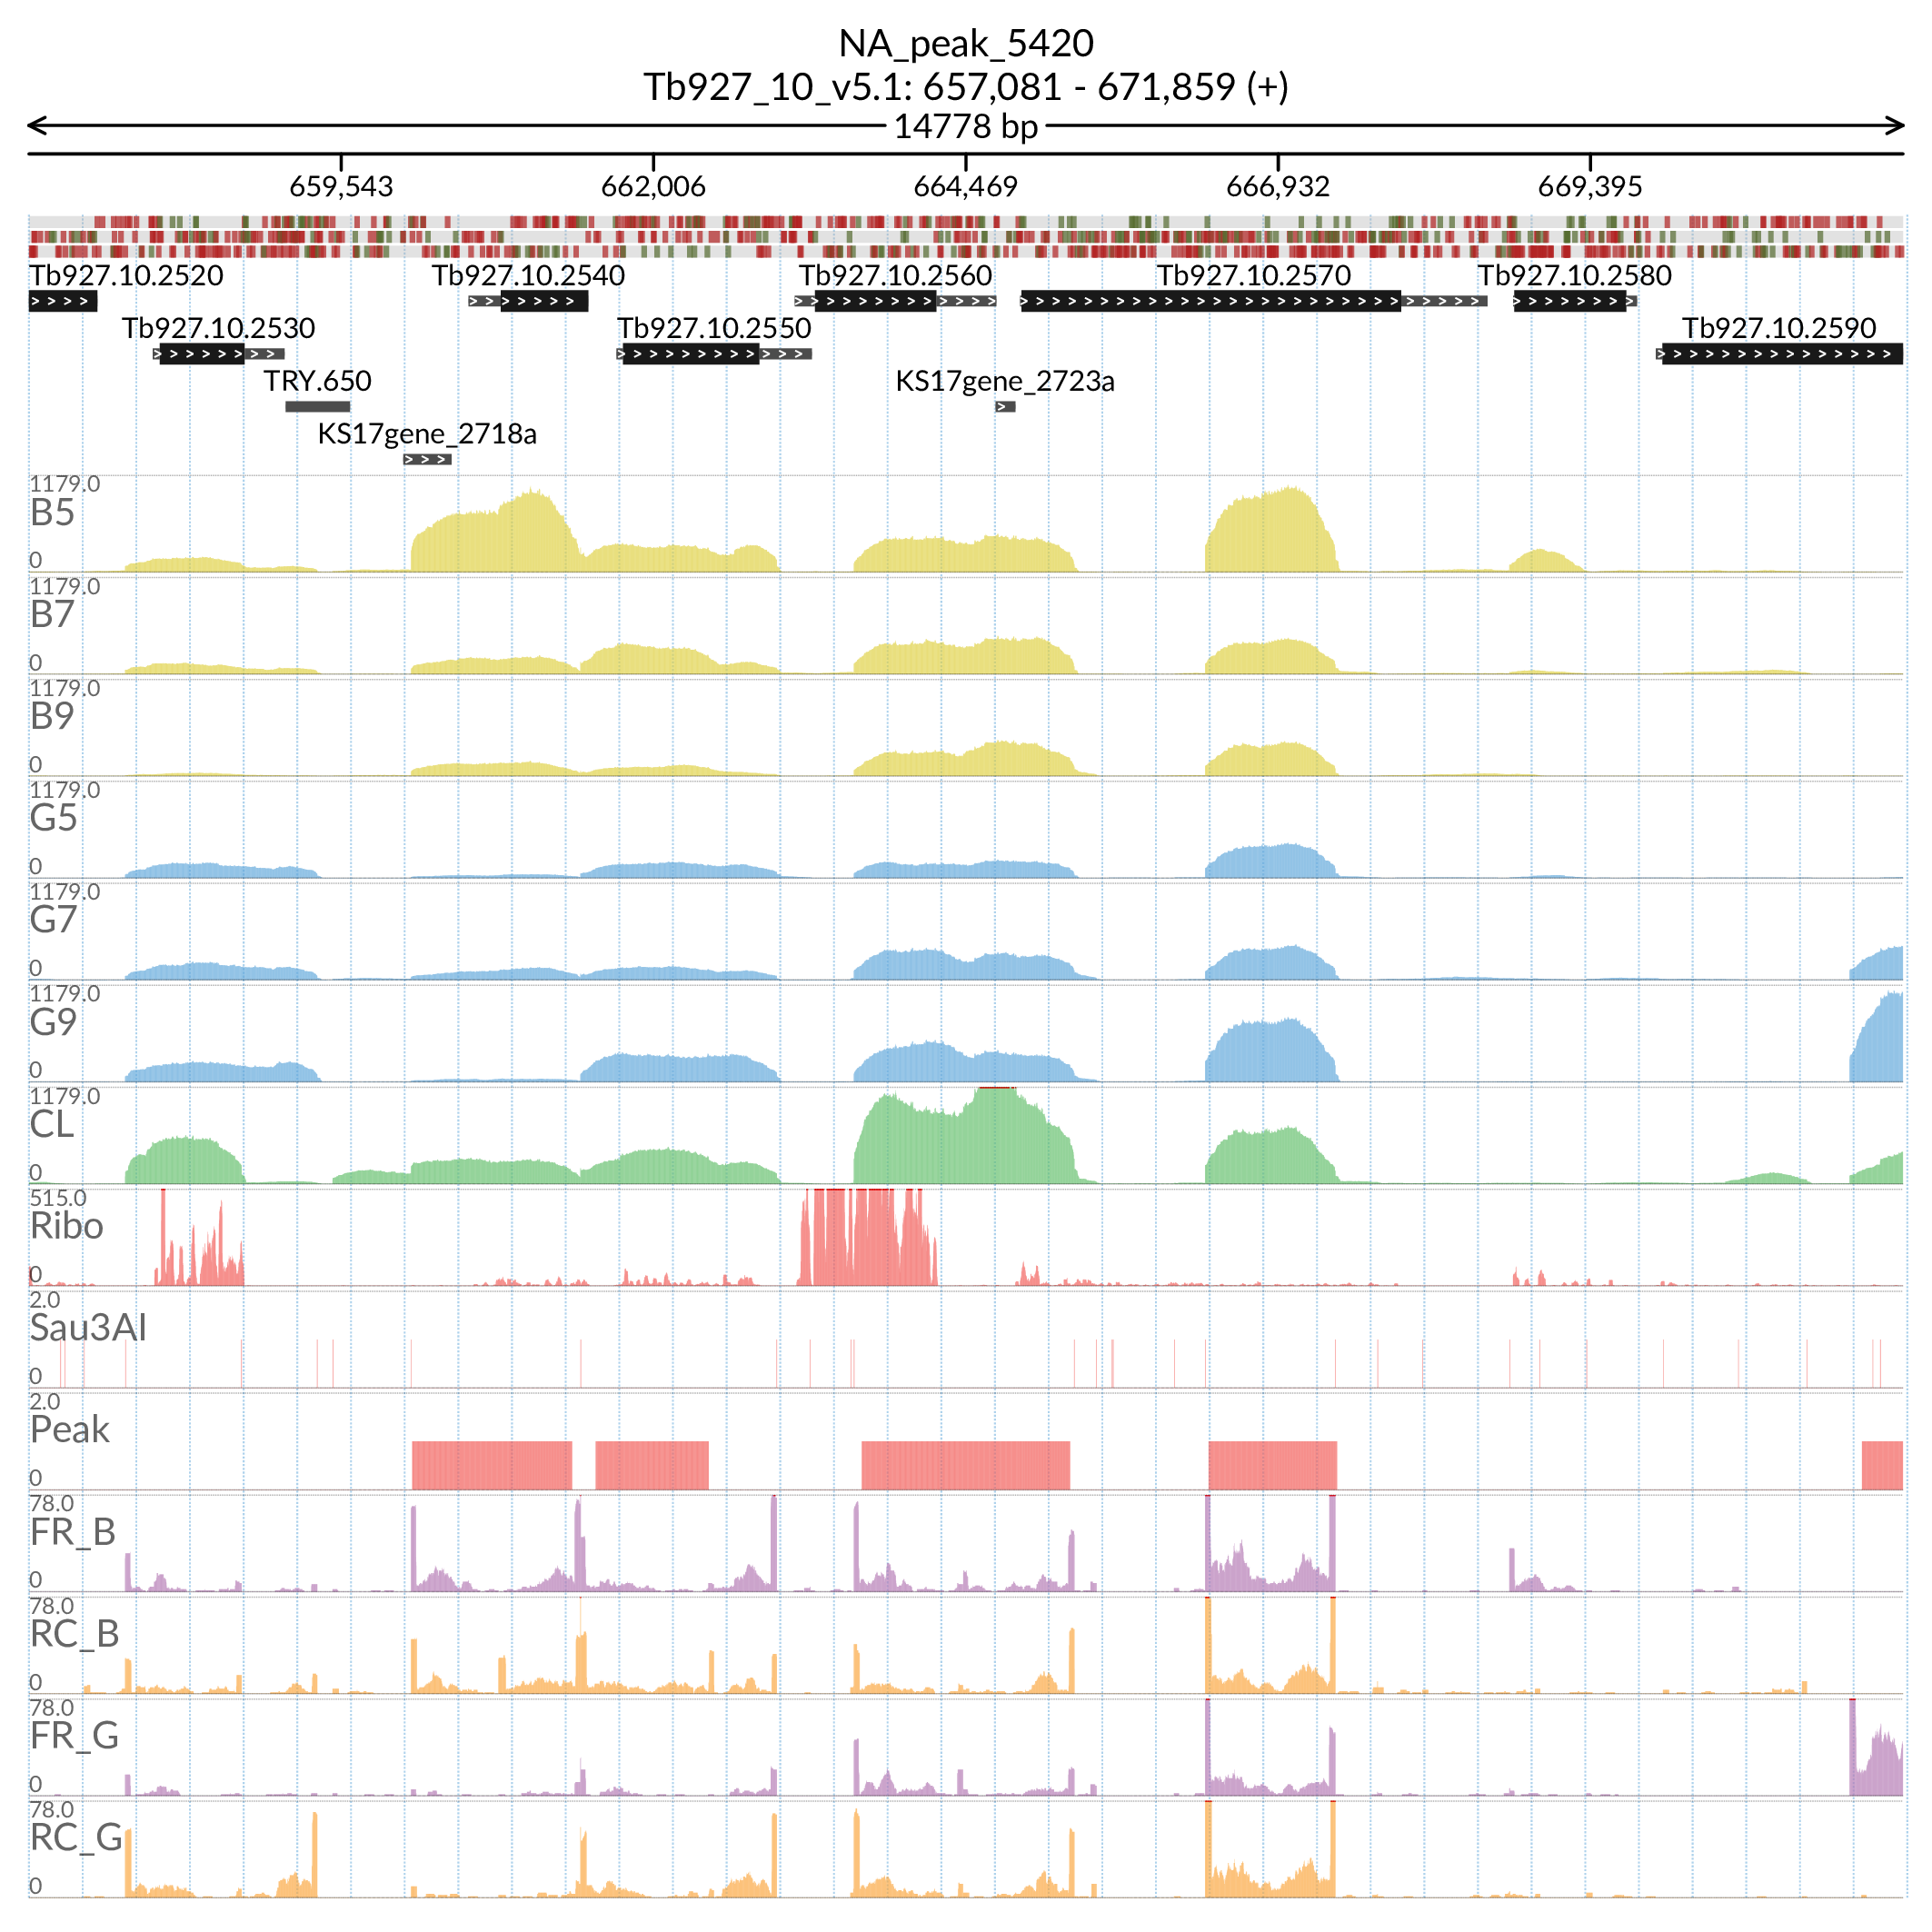 NA_peak_5420
Tb927_10_v5.1: 657,081 - 671,859 (+)
14778 bp
659,543 662,006 664,469 666,932 669,395
Tb927.10.2520 Tb927.10.2540 Tb927.10.2560 Tb927.10.2570 Tb927.10.2580
Tb927.10.2530 Tb927.10.2550 Tb927.10.2590
TRY.650 KS17gene_2723a
KS17gene_2718a
1179.0
B5
0
1179.0
B7
0
1179.0
B9
0
1179.0
G5
0
1179.0
G7
0
1179.0
G9
0
1179.0
CL
0
515.0
Ribo
0
2.0
Sau3AI
0
2.0
Peak
0
78.0
FR_B
0
78.0
RC_B
0
78.0
FR_G
0
78.0
RC_G
0